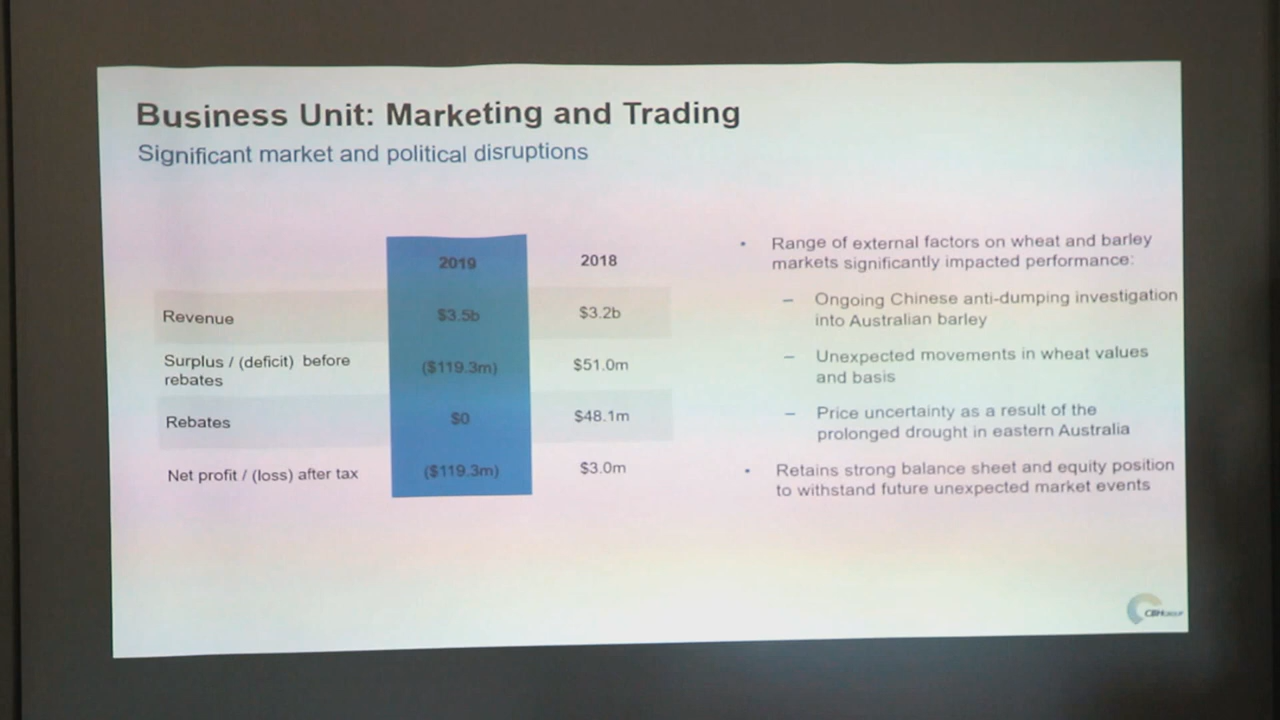 Business Unit: Marketing and Trading
Significant market and political disruptions
2019 2018
Revenue $3.5b $3.2b
Surplus / (deficit) before
rebates ($119.3m) $51.0m
Rebates $0 $48.1m
Net profit / (loss) after tax ($119.3m) $3.0m
• Range of external factors on wheat and barley
markets significantly impacted performance:
– Ongoing Chinese anti-dumping investigation
into Australian barley
– Unexpected movements in wheat values
and basis
– Price uncertainty as a result of the
prolonged drought in eastern Australia
• Retains strong balance sheet and equity position
to withstand future unexpected market events
CBH GROUP